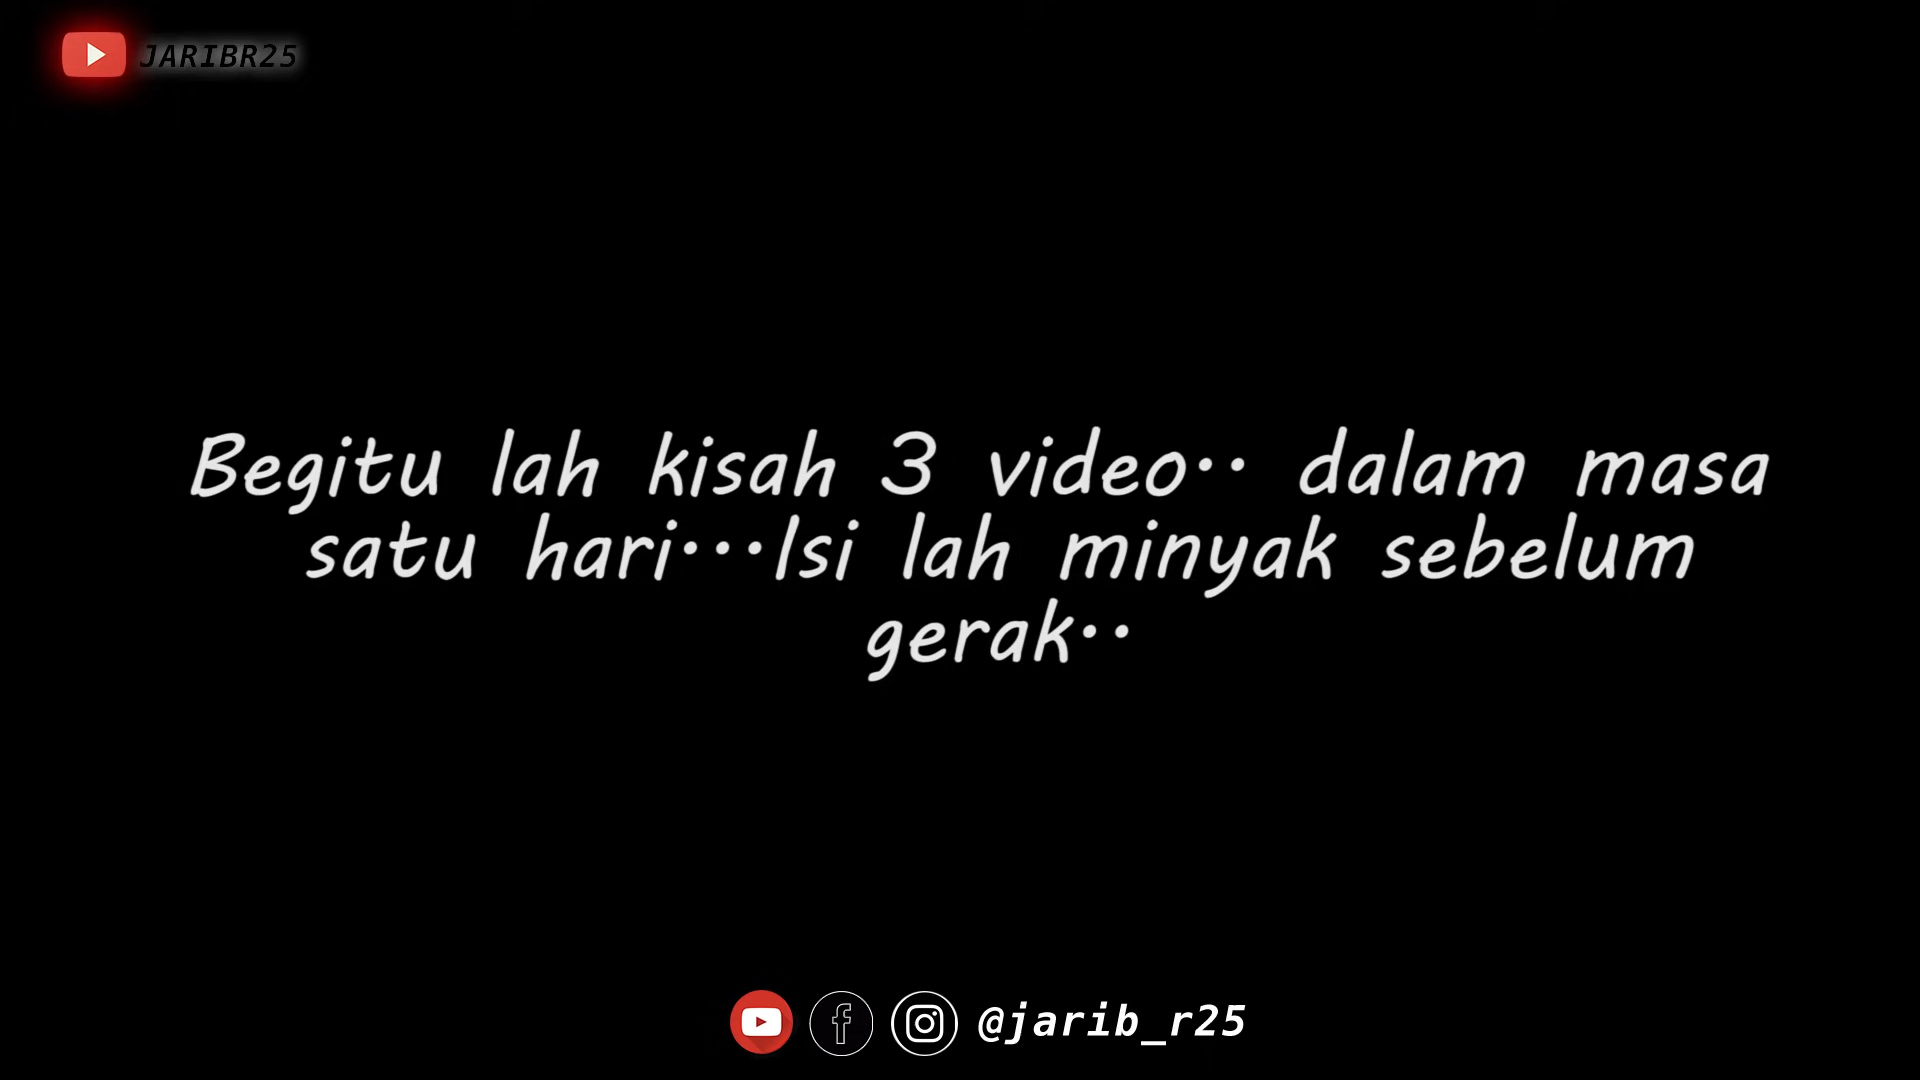 JARIBR25
Begitu lah kisah 3 video.. dalam masa
satu hari...Isi lah minyak sebelum
gerak..
@jarib_r25